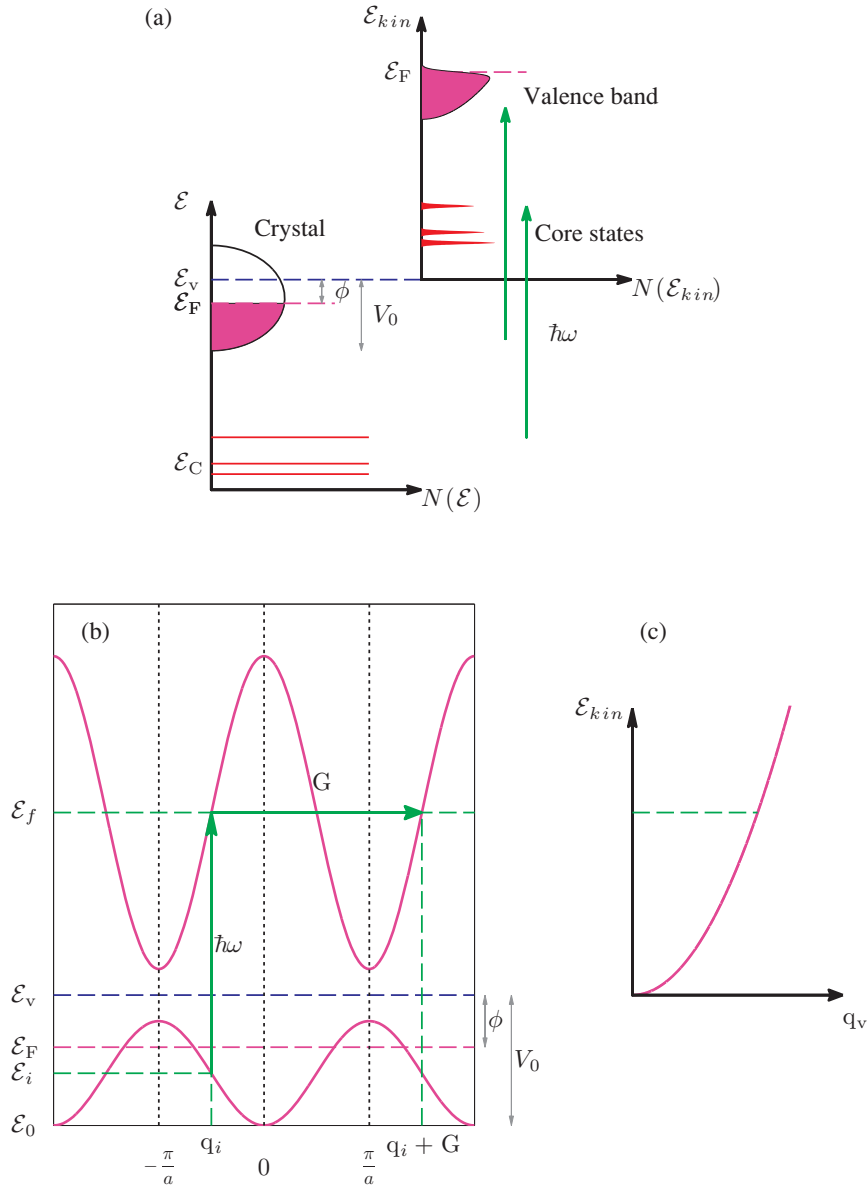 (a)
ℰ_kin
ℰ_F
Valence band
ℰ
Crystal
Core states
ℰ_v
ϕ
N(ℰ_kin)
ℰ_F
V_0
ħω
ℰ_C
N(ℰ)
(b)
(c)
ℰ_kin
G
ℰ_f
ħω
ℰ_v
ϕ
q_v
ℰ_F
V_0
ℰ_i
ℰ_0
q_i
q_i + G
-π/a
0
π/a